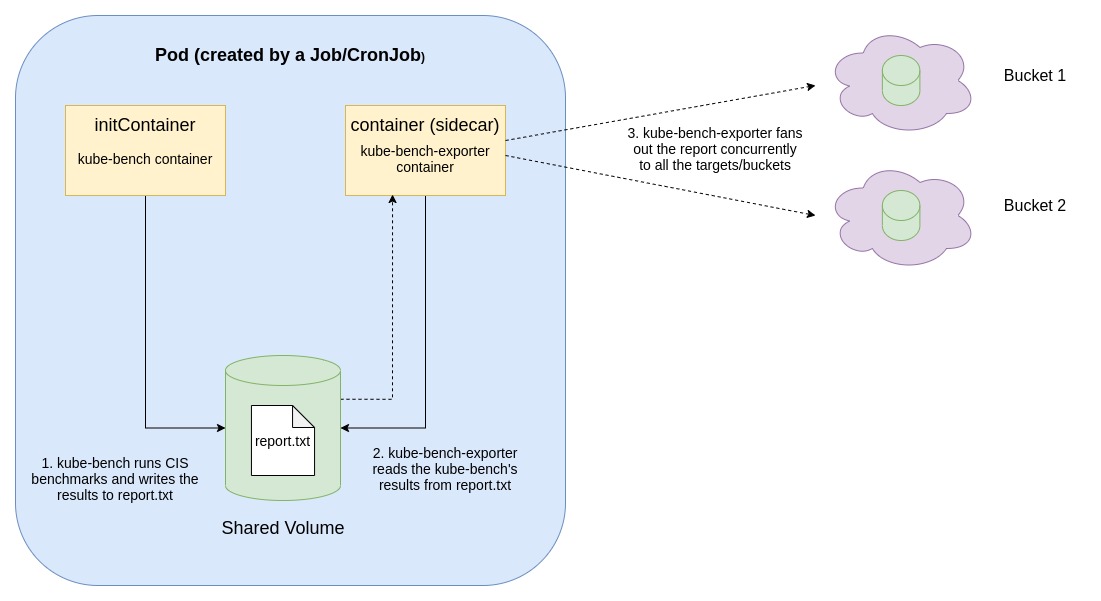 Pod (created by a Job/CronJob)
initContainer
kube-bench container
container (sidecar)
kube-bench-exporter
container
3. kube-bench-exporter fans
out the report concurrently
to all the targets/buckets
Bucket 1
Bucket 2
report.txt
1. kube-bench runs CIS
benchmarks and writes the
results to report.txt
2. kube-bench-exporter
reads the kube-bench's
results from report.txt
Shared Volume